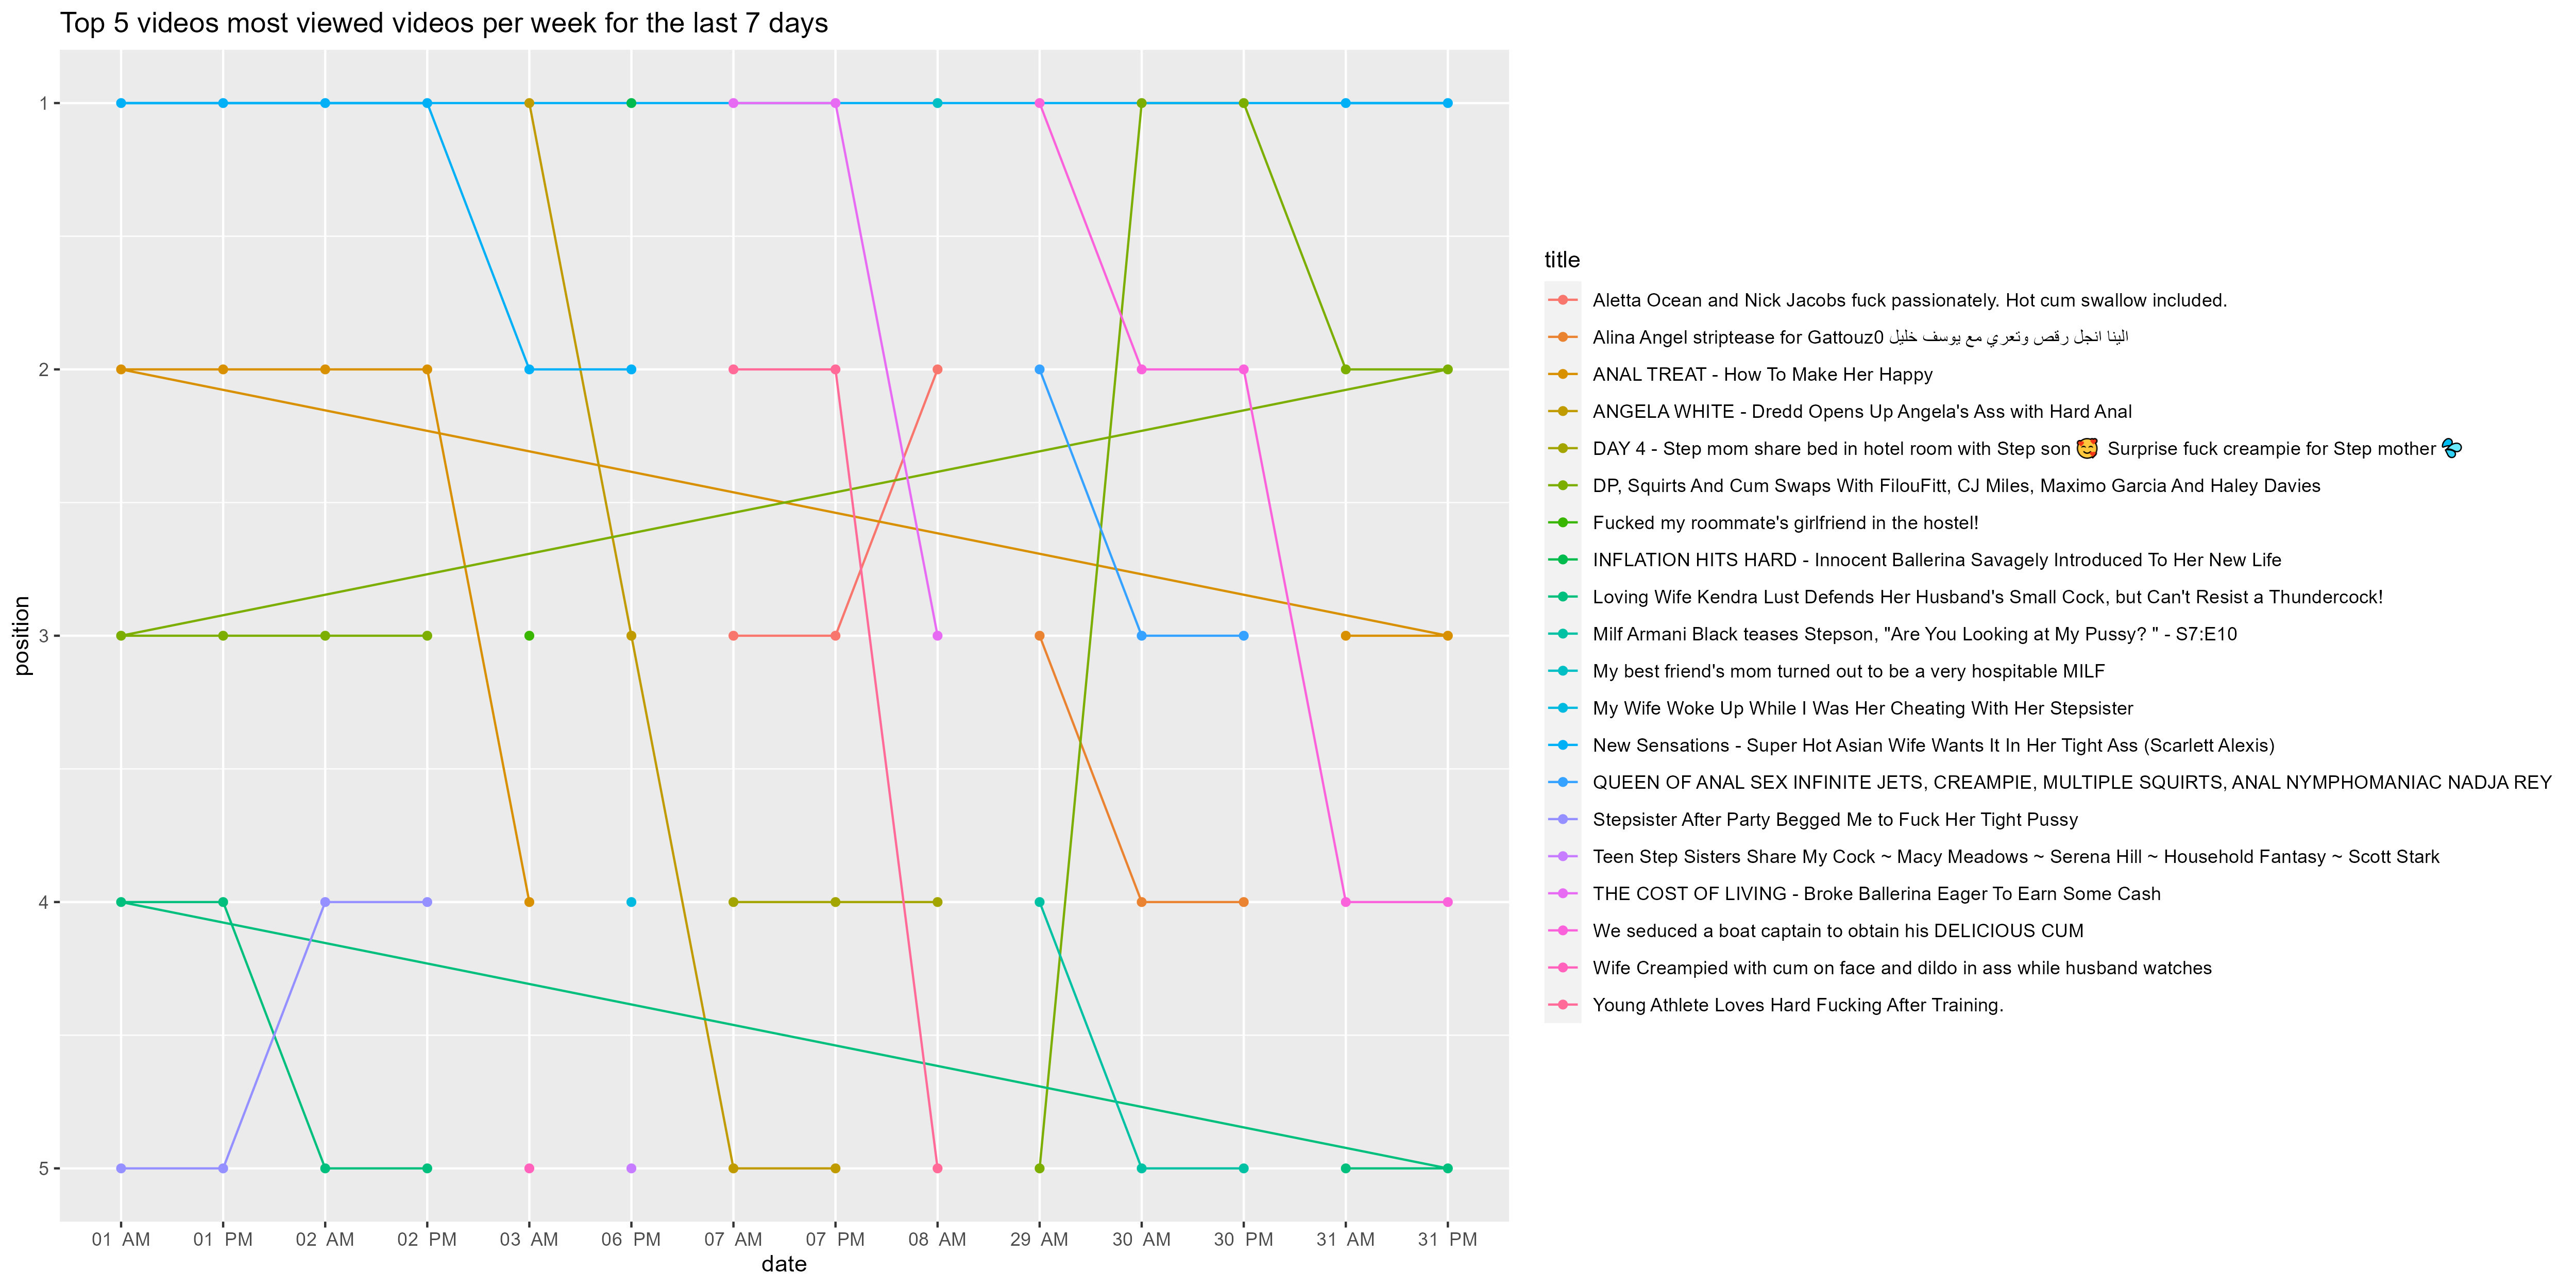 Top 5 videos most viewed videos per week for the last 7 days
position
1
2
3
4
5
01 AM
01 PM
02 AM
02 PM
03 AM
06 PM
07 AM
07 PM
08 AM
29 AM
30 AM
30 PM
31 AM
31 PM
date
title
Aletta Ocean and Nick Jacobs fuck passionately. Hot cum swallow included.
Alina Angel striptease for Gattouz0 الينا انجل رقص وتعري مع يوسف خليل
ANAL TREAT - How To Make Her Happy
ANGELA WHITE - Dredd Opens Up Angela's Ass with Hard Anal
DAY 4 - Step mom share bed in hotel room with Step son 🥰 Surprise fuck creampie for Step mother 💦
DP, Squirts And Cum Swaps With FilouFitt, CJ Miles, Maximo Garcia And Haley Davies
Fucked my roommate's girlfriend in the hostel!
INFLATION HITS HARD - Innocent Ballerina Savagely Introduced To Her New Life
Loving Wife Kendra Lust Defends Her Husband's Small Cock, but Can't Resist a Thundercock!
Milf Armani Black teases Stepson, "Are You Looking at My Pussy? " - S7:E10
My best friend's mom turned out to be a very hospitable MILF
My Wife Woke Up While I Was Her Cheating With Her Stepsister
New Sensations - Super Hot Asian Wife Wants It In Her Tight Ass (Scarlett Alexis)
QUEEN OF ANAL SEX INFINITE JETS, CREAMPIE, MULTIPLE SQUIRTS, ANAL NYMPHOMANIAC NADJA REY
Stepsister After Party Begged Me to Fuck Her Tight Pussy
Teen Step Sisters Share My Cock ~ Macy Meadows ~ Serena Hill ~ Household Fantasy ~ Scott Stark
THE COST OF LIVING - Broke Ballerina Eager To Earn Some Cash
We seduced a boat captain to obtain his DELICIOUS CUM
Wife Creampied with cum on face and dildo in ass while husband watches
Young Athlete Loves Hard Fucking After Training.